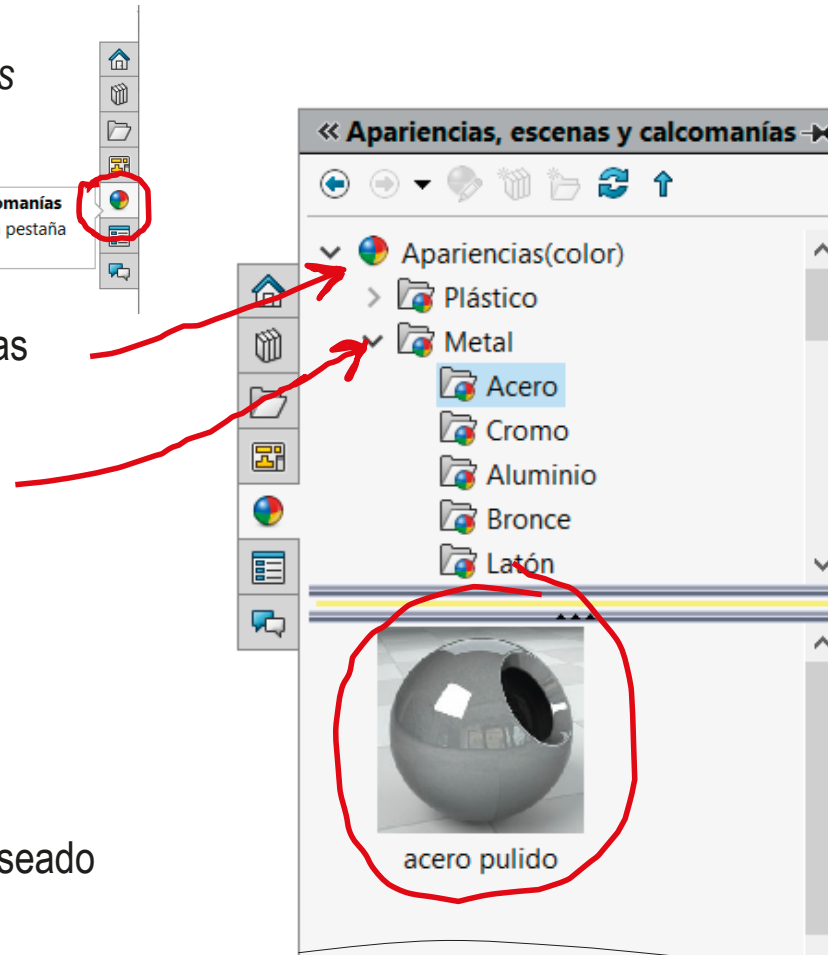 s
omanías
pestaña
as
seado
Apariencias, escenas y calcomanías
Apariencias(color)
Plástico
Metal
Acero
Cromo
Aluminio
Bronce
Latón
acero pulido